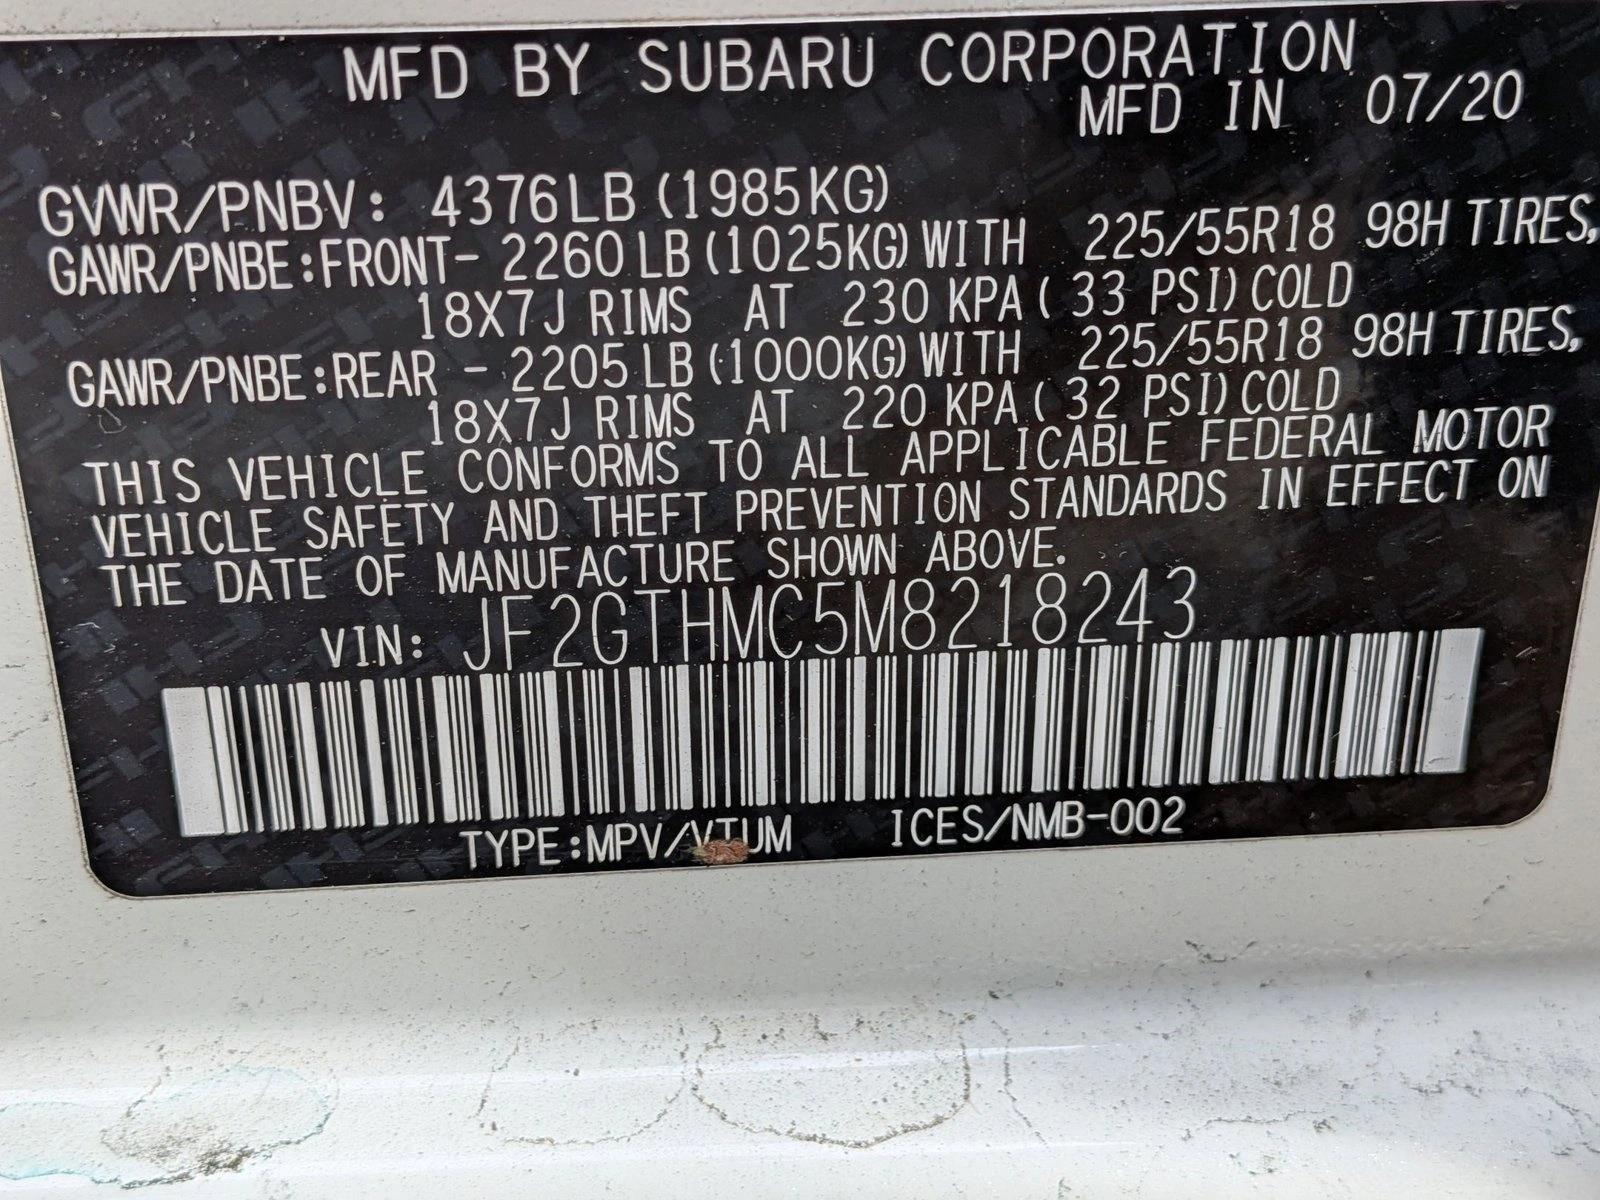 MFD BY SUBARU CORPORATION
MFD IN 07/20
GVWR/PNBV: 4376LB (1985KG)
GAWR/PNBE:FRONT- 2260 LB (1025KG) WITH 225/55R18 98H TIRES,
18X7J RIMS AT 230 KPA ( 33 PSI) COLD
GAWR/PNBE:REAR - 2205 LB (1000KG) WITH 225/55R18 98H TIRES,
18X7J RIMS AT 220 KPA ( 32 PSI) COLD
THIS VEHICLE CONFORMS TO ALL APPLICABLE FEDERAL MOTOR
VEHICLE SAFETY AND THEFT PREVENTION STANDARDS IN EFFECT ON
THE DATE OF MANUFACTURE SHOWN ABOVE.
VIN: JF2GTHMC5M8218243
TYPE:MPV/VTUM ICES/NMB-002